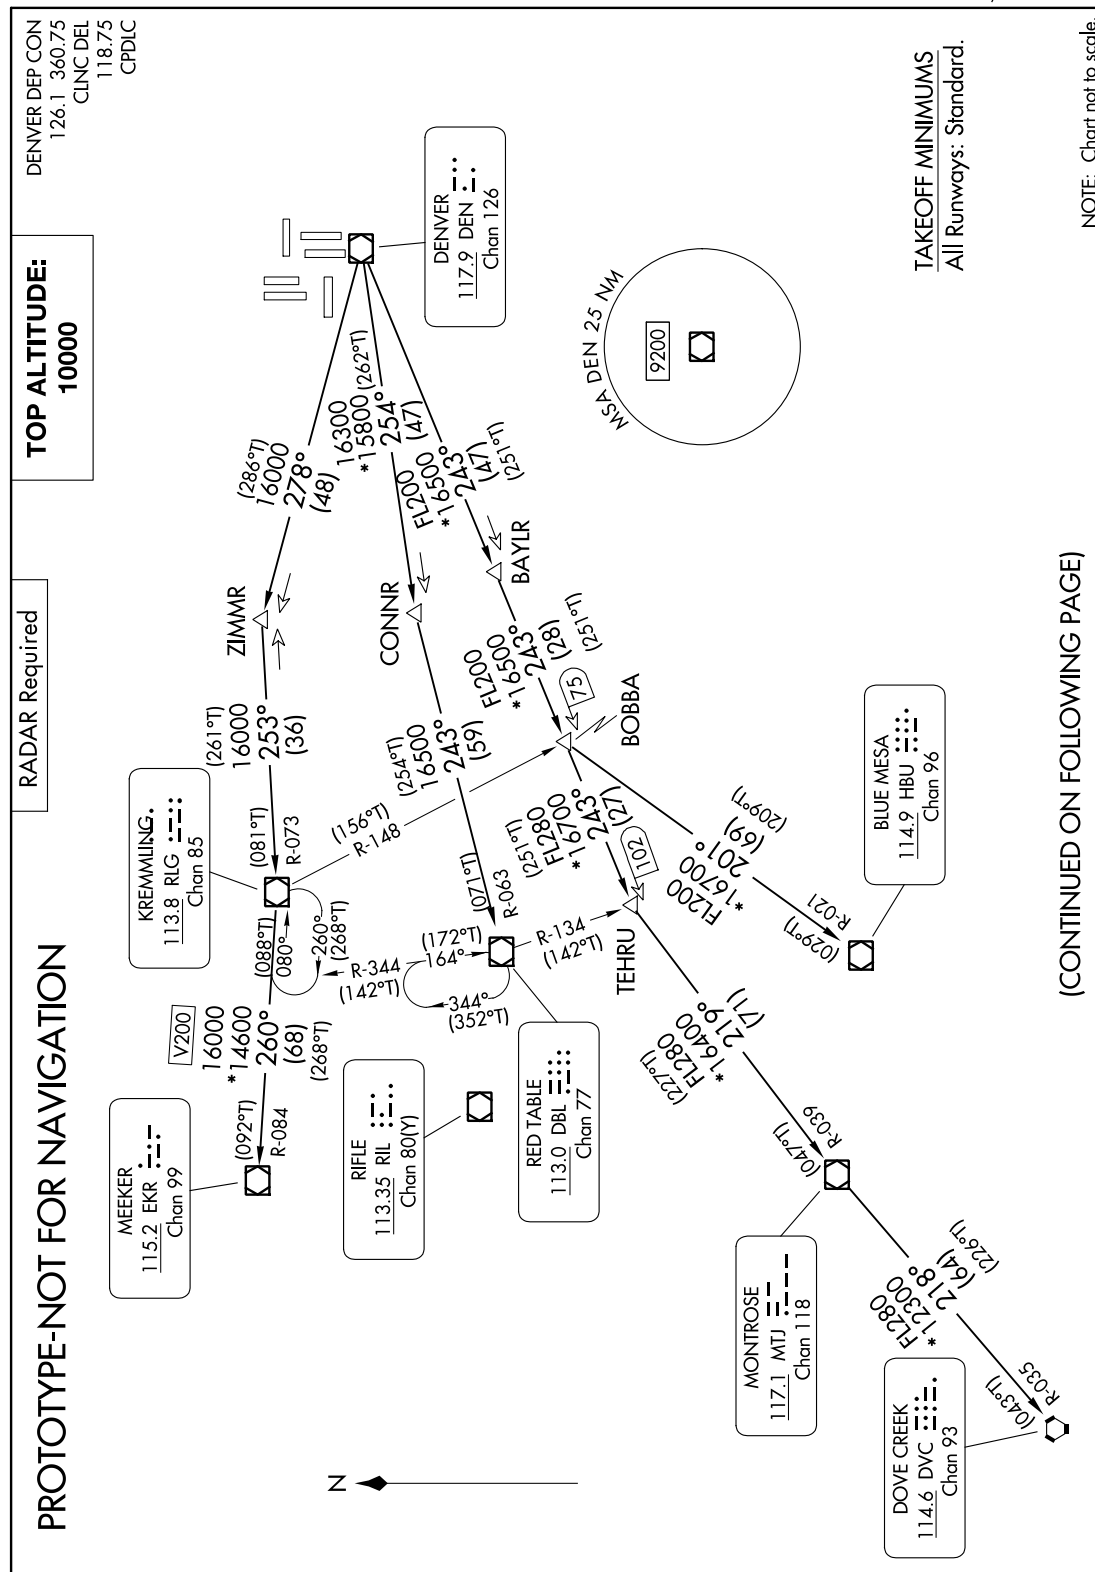 PROTOTYPE-NOT FOR NAVIGATION
RADAR Required
TOP ALTITUDE:
10000
DENVER DEP CON
126.1 360.75
CLNC DEL
118.75
CPDLC
MEEKER
115.2 EKR
Chan 99
(092°T)
R-084
V200
16000
*14600
260°
(68)
(268°T)
KREMMLING
113.8 RLG
Chan 85
(088°T)
080°
260°
(268°T)
(081°T)
R-073
(261°T)
16000
253°
(36)
ZIMMR
(286°T)
16000
278°
(48)
DENVER
117.9 DEN
Chan 126
16300
*15800
254°
(47)
(262°T)
CONNR
(254°T)
16500
243°
(59)
(071°T)
R-063
FL200
*16500
243°
(47)
(251°T)
BAYLR
FL200
*16500
243°
(28)
(251°T)
75
BOBBA
(156°T)
R-148
RIFLE
113.35 RIL
Chan 80(Y)
R-344
(142°T)
(172°T)
164°
344°
(352°T)
RED TABLE
113.0 DBL
Chan 77
R-134
(142°T)
(251°T)
FL280
*16700
243°
(27)
102
TEHRU
FL200
*16700
201°
(69)
(209°T)
R-021
(029°T)
BLUE MESA
114.9 HBU
Chan 96
(227°T)
FL280
*16400
219°
(71)
R-039
(047°T)
MONTROSE
117.1 MTJ
Chan 118
FL280
*12300
218°
(64)
(226°T)
R-035
(043°T)
DOVE CREEK
114.6 DVC
Chan 93
N
MSA DEN 25 NM
9200
TAKEOFF MINIMUMS
All Runways: Standard.
(CONTINUED ON FOLLOWING PAGE)
NOTE: Chart not to scale.